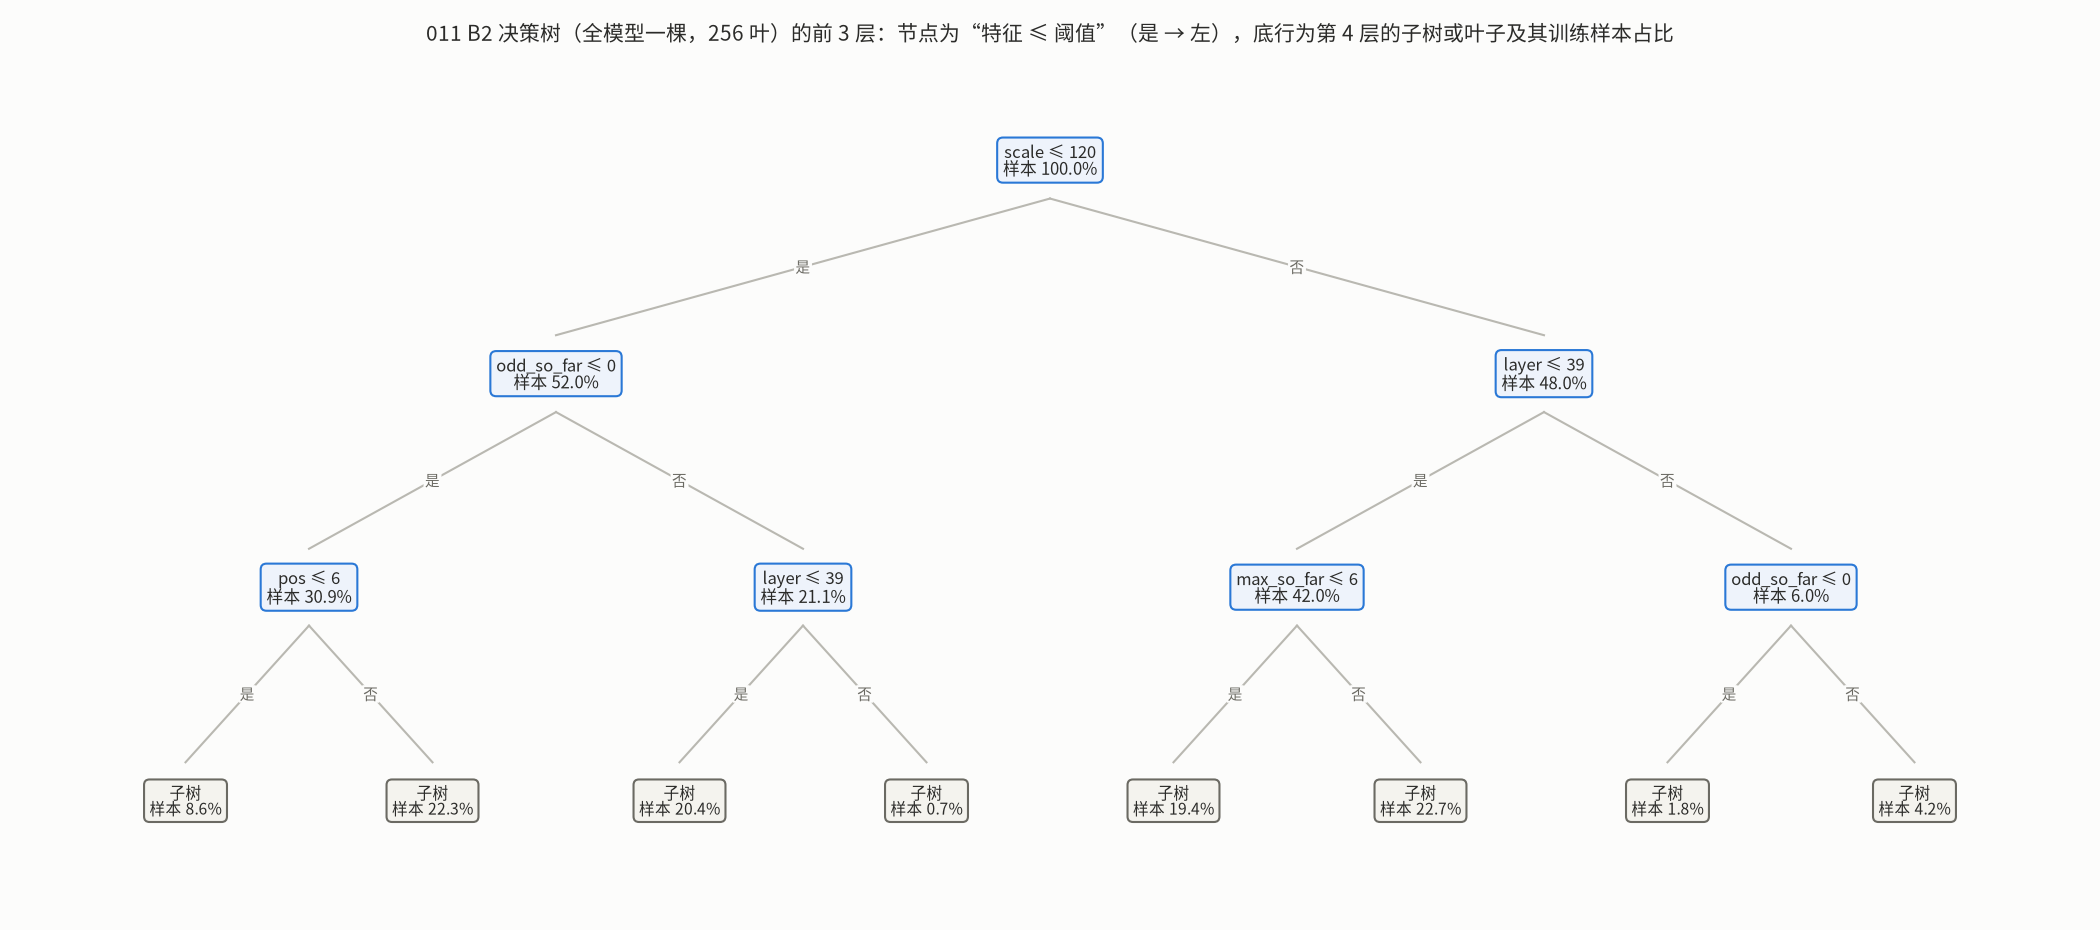 011 B2 决策树（全模型一棵，256 叶）的前 3 层：节点为“特征 ≤ 阈值”（是 → 左），底行为第 4 层的子树或叶子及其训练样本占比
scale ≤ 120
样本 100.0%
是
否
odd_so_far ≤ 0
样本 52.0%
layer ≤ 39
样本 48.0%
是
否
是
否
pos ≤ 6
样本 30.9%
layer ≤ 39
样本 21.1%
max_so_far ≤ 6
样本 42.0%
odd_so_far ≤ 0
样本 6.0%
是
否
是
否
是
否
是
否
子树
样本 8.6%
子树
样本 22.3%
子树
样本 20.4%
子树
样本 0.7%
子树
样本 19.4%
子树
样本 22.7%
子树
样本 1.8%
子树
样本 4.2%